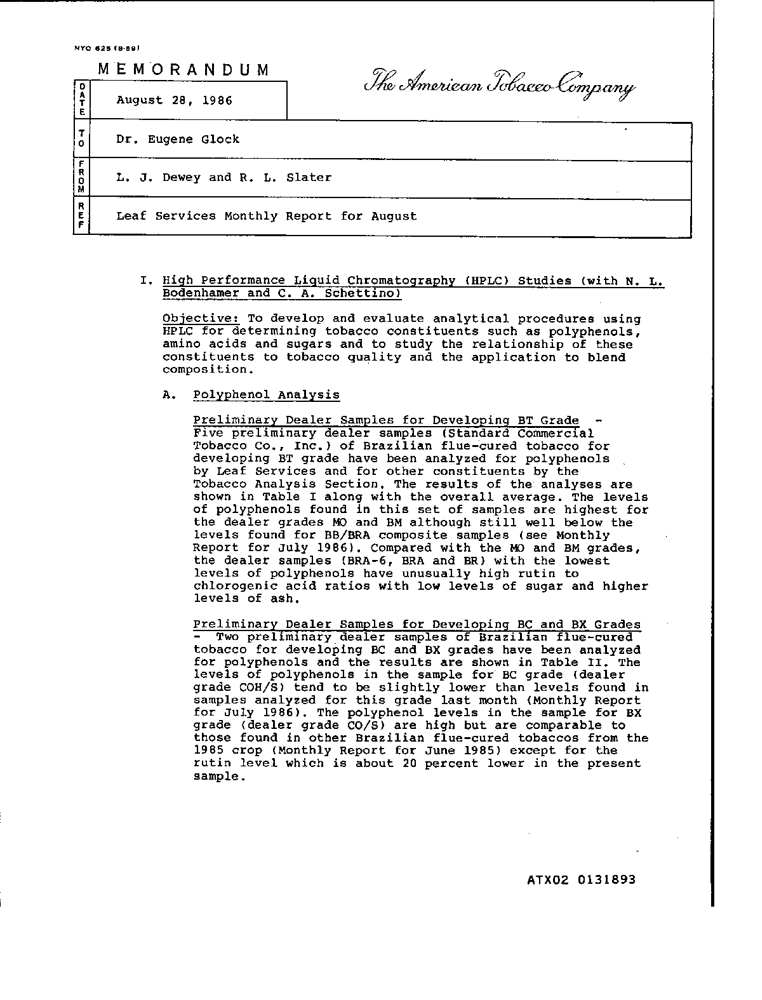 NYO 625 (8-59)
MEMORANDUM
The American Tobacco Company
DATE
August 28, 1986
TO
Dr. Eugene Glock
FROM
L. J. Dewey and R. L. Slater
REF
Leaf Services Monthly Report for August
I. High Performance Liquid Chromatography (HPLC) Studies (with N. L.
Bodenhamer and C. A. Schettino)
Objective: To develop and evaluate analytical procedures using
HPLC for determining tobacco constituents such as polyphenols,
amino acids and sugars and to study the relationship of these
constituents to tobacco quality and the application to blend
composition.
A. Polyphenol Analysis
Preliminary Dealer Samples for Developing BT Grade -
Five preliminary dealer samples (Standard Commercial
Tobacco Co., Inc.) of Brazilian flue-cured tobacco for
developing BT grade have been analyzed for polyphenols
by Leaf Services and for other constituents by the
Tobacco Analysis Section. The results of the analyses are
shown in Table I along with the overall average. The levels
of polyphenols found in this set of samples are highest for
the dealer grades MO and BM although still well below the
levels found for BB/BRA composite samples (see Monthly
Report for July 1986). Compared with the MO and BM grades,
the dealer samples (BRA-6, BRA and BR) with the lowest
levels of polyphenols have unusually high rutin to
chlorogenic acid ratios with low levels of sugar and higher
levels of ash.
Preliminary Dealer Samples for Developing BC and BX Grades
- Two preliminary dealer samples of Brazilian flue-cured
tobacco for developing BC and BX grades have been analyzed
for polyphenols and the results are shown in Table II. The
levels of polyphenols in the sample for BC grade (dealer
grade COH/S) tend to be slightly lower than levels found in
samples analyzed for this grade last month (Monthly Report
for July 1986). The polyphenol levels in the sample for BX
grade (dealer grade CO/S) are high but are comparable to
those found in other Brazilian flue-cured tobaccos from the
1985 crop (Monthly Report for June 1985) except for the
rutin level which is about 20 percent lower in the present
sample.
ATX02 0131893